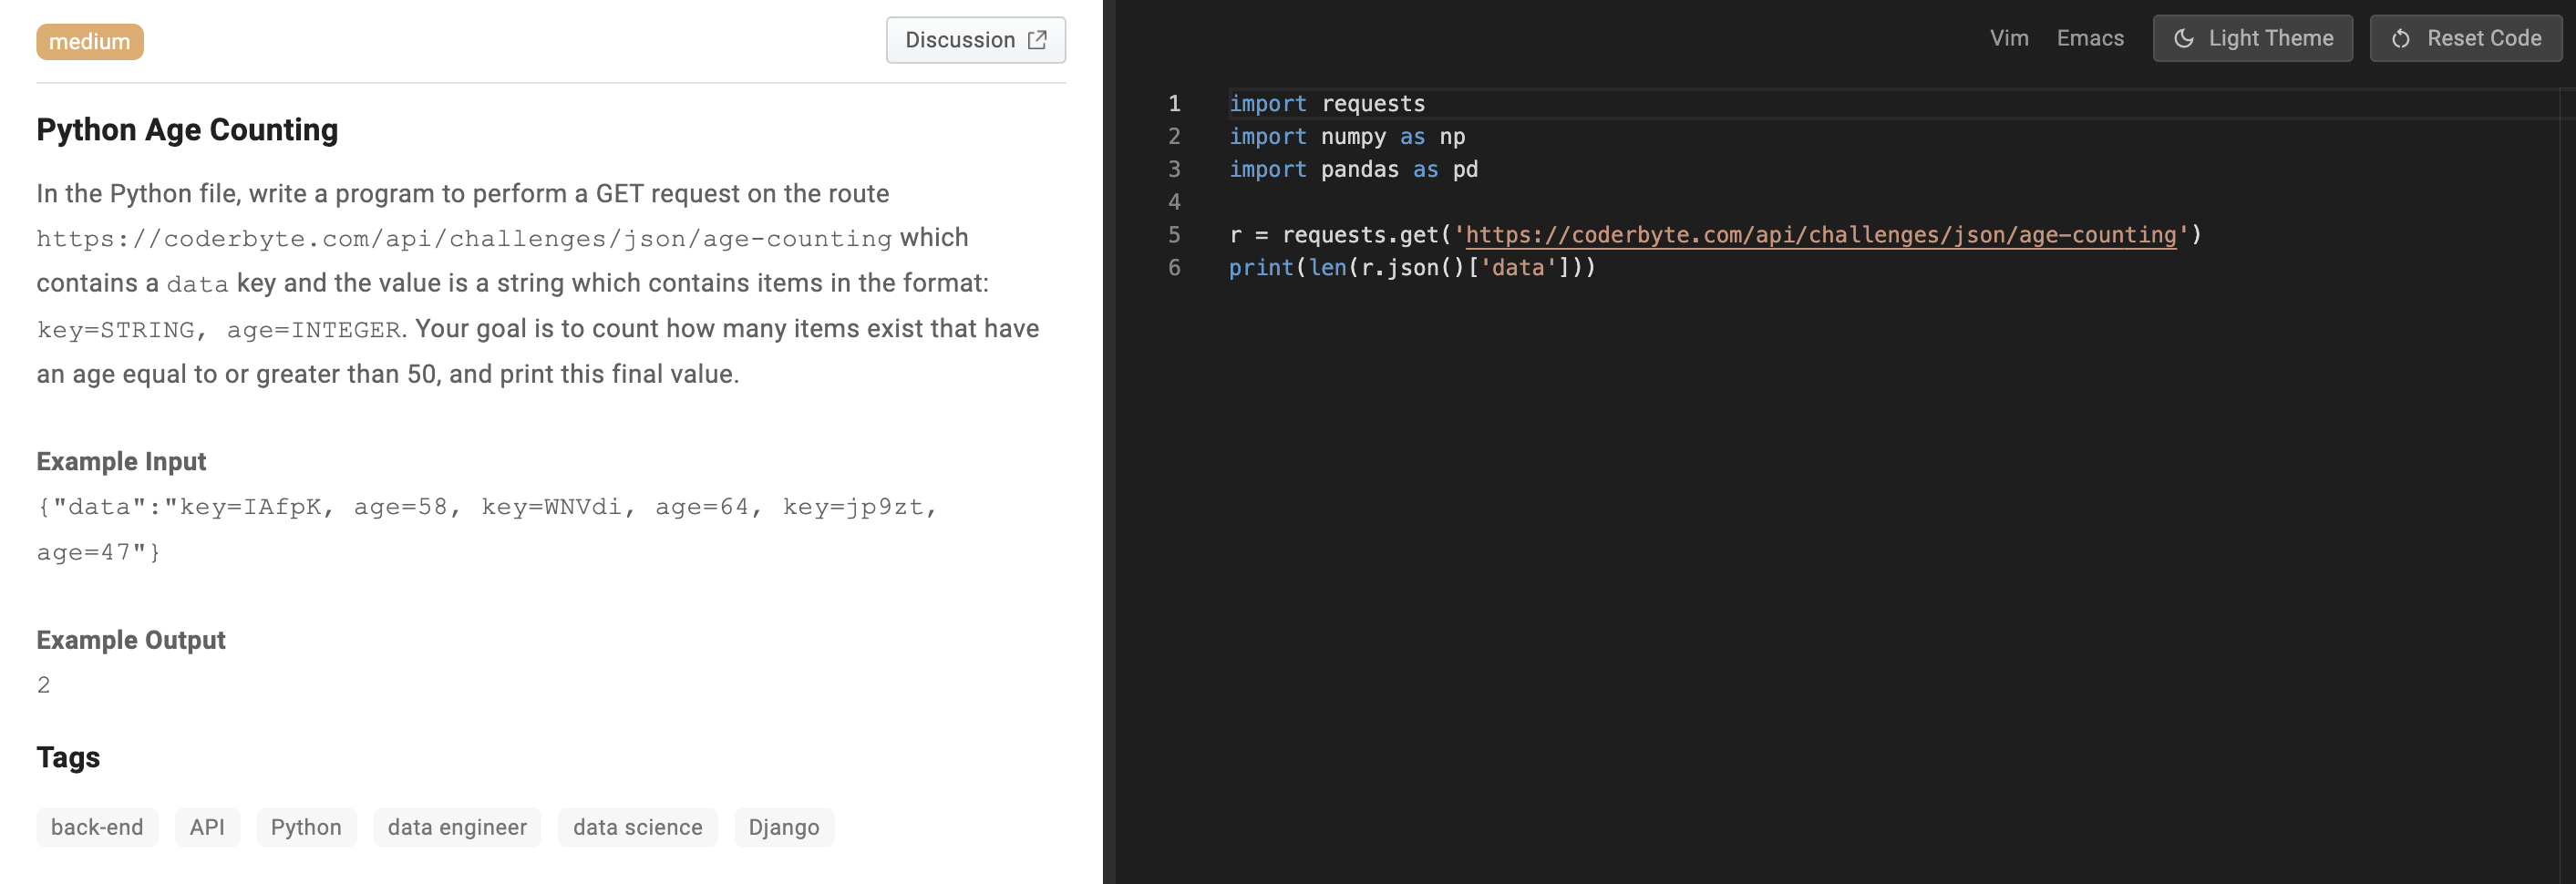 medium
Discussion
Python Age Counting
In the Python file, write a program to perform a GET request on the route
https://coderbyte.com/api/challenges/json/age-counting which
contains a data key and the value is a string which contains items in the format:
key=STRING, age=INTEGER. Your goal is to count how many items exist that have
an age equal to or greater than 50, and print this final value.
Example Input
{"data":"key=IAfpK, age=58, key=WNVdi, age=64, key=jp9zt,
age=47"}
Example Output
2
Tags
back-end API Python data engineer data science Django
Vim Emacs Light Theme Reset Code
1 import requests
2 import numpy as np
3 import pandas as pd
4
5 r = requests.get('https://coderbyte.com/api/challenges/json/age-counting')
6 print(len(r.json()['data']))